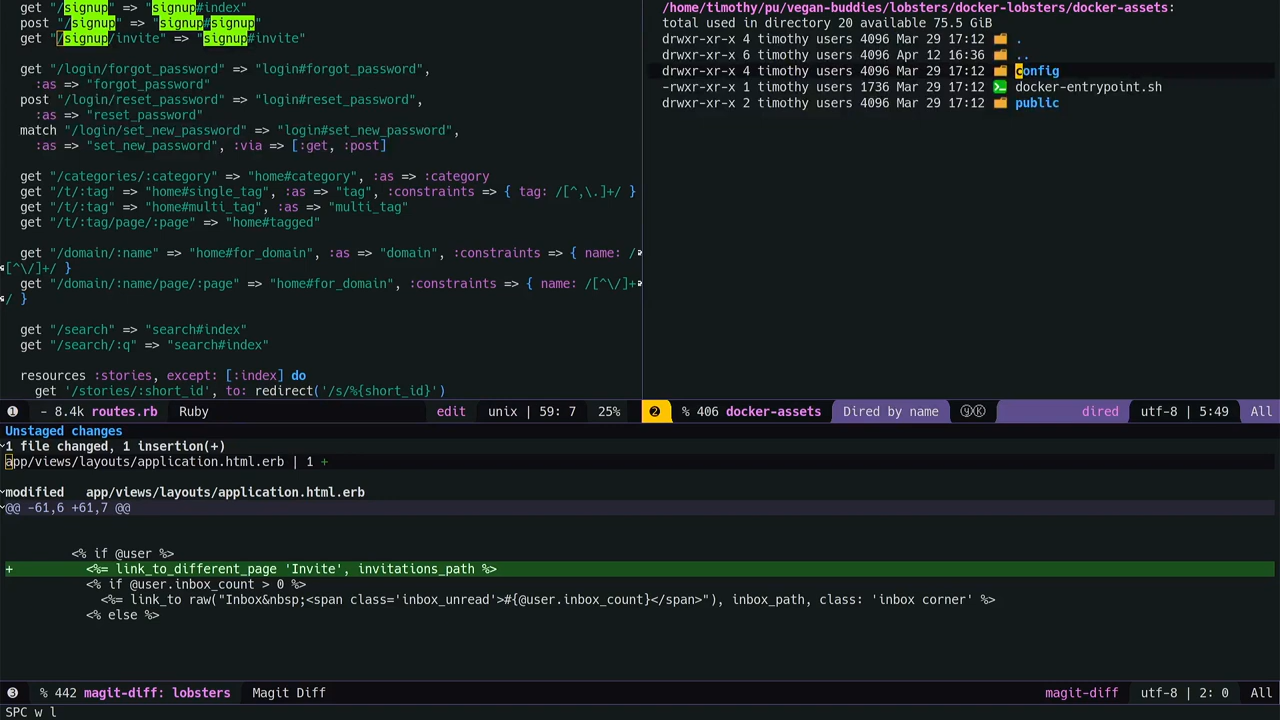 get "/signup" => "signup#index"
post "/signup" => "signup#signup"
get "/signup/invite" => "signup#invite"
get "/login/forgot_password" => "login#forgot_password",
:as => "forgot_password"
post "/login/reset_password" => "login#reset_password",
:as => "reset_password"
match "/login/set_new_password" => "login#set_new_password",
:as => "set_new_password", :via => [:get, :post]
get "/categories/:category" => "home#category", :as => :category
get "/t/:tag" => "home#single_tag", :as => "tag", :constraints => { tag: /[^,\.]+/ }
get "/t/:tag" => "home#multi_tag", :as => "multi_tag"
get "/t/:tag/page/:page" => "home#tagged"
get "/domain/:name" => "home#for_domain", :as => "domain", :constraints => { name: /
[^\/]+/ }
get "/domain/:name/page/:page" => "home#for_domain", :constraints => { name: /[^\/]+
/ }
get "/search" => "search#index"
get "/search/:q" => "search#index"
resources :stories, except: [:index] do
get '/stories/:short_id', to: redirect('/s/%{short_id}')
1 - 8.4k routes.rb Ruby edit unix | 59: 7 25%
/home/timothy/pu/vegan-buddies/lobsters/docker-lobsters/docker-assets:
total used in directory 20 available 75.5 GiB
drwxr-xr-x 4 timothy users 4096 Mar 29 17:12 .
drwxr-xr-x 6 timothy users 4096 Apr 12 16:36 ..
drwxr-xr-x 4 timothy users 4096 Mar 29 17:12 config
-rwxr-xr-x 1 timothy users 1736 Mar 29 17:12 docker-entrypoint.sh
drwxr-xr-x 2 timothy users 4096 Mar 29 17:12 public
2 % 406 docker-assets Dired by name ⓨⓀ dired utf-8 | 5:49 All
Unstaged changes
1 file changed, 1 insertion(+)
app/views/layouts/application.html.erb | 1 +
modified app/views/layouts/application.html.erb
@@ -61,6 +61,7 @@
<% if @user %>
+ <%= link_to_different_page 'Invite', invitations_path %>
<% if @user.inbox_count > 0 %>
<%= link_to raw("Inbox&nbsp;<span class='inbox_unread'>#{@user.inbox_count}</span>"), inbox_path, class: 'inbox corner' %>
<% else %>
3 % 442 magit-diff: lobsters Magit Diff magit-diff utf-8 | 2: 0 All
SPC w l